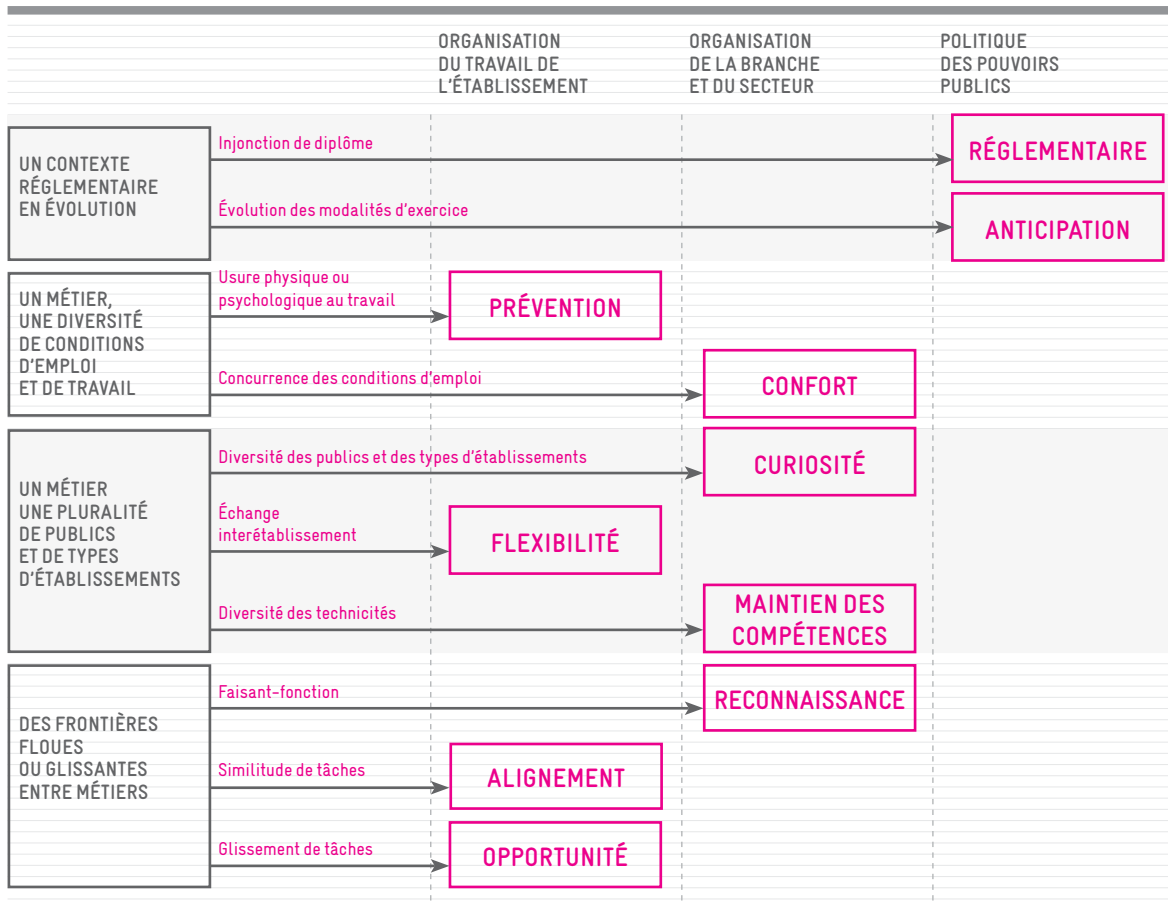 ORGANISATION
DU TRAVAIL DE
L'ÉTABLISSEMENT
ORGANISATION
DE LA BRANCHE
ET DU SECTEUR
POLITIQUE
DES POUVOIRS
PUBLICS
UN CONTEXTE
RÉGLEMENTAIRE
EN ÉVOLUTION
Injonction de diplôme
RÉGLEMENTAIRE
Évolution des modalités d'exercice
ANTICIPATION
UN MÉTIER,
UNE DIVERSITÉ
DE CONDITIONS
D'EMPLOI
ET DE TRAVAIL
Usure physique ou
psychologique au travail
PRÉVENTION
Concurrence des conditions d'emploi
CONFORT
UN MÉTIER
UNE PLURALITÉ
DE PUBLICS
ET DE TYPES
D'ÉTABLISSEMENTS
Diversité des publics et des types d'établissements
CURIOSITÉ
Échange
interétablissement
FLEXIBILITÉ
Diversité des technicités
MAINTIEN DES
COMPÉTENCES
DES FRONTIÈRES
FLOUES
OU GLISSANTES
ENTRE MÉTIERS
Faisant-fonction
RECONNAISSANCE
Similitude de tâches
ALIGNEMENT
Glissement de tâches
OPPORTUNITÉ